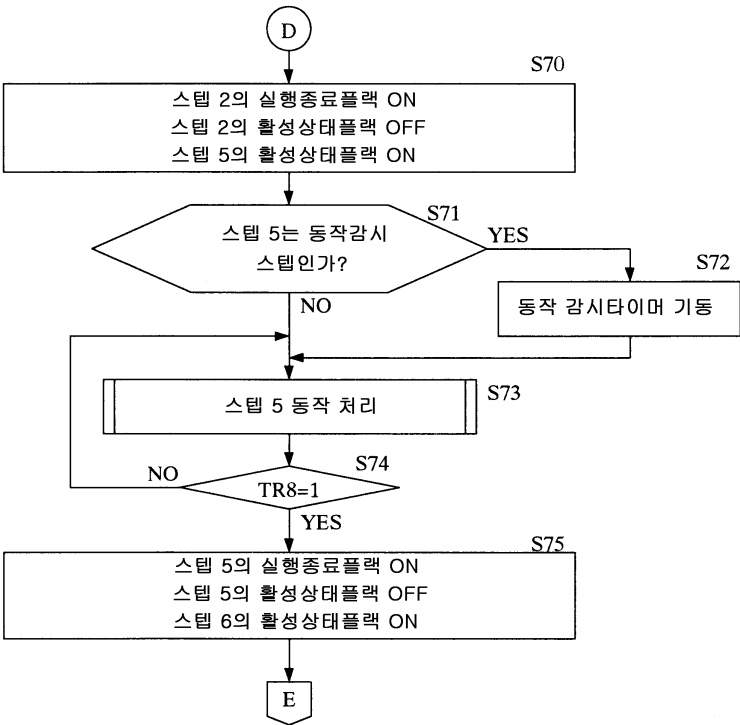 D
S70
스텝 2의 실행종료플랙 ON
스텝 2의 활성상태플랙 OFF
스텝 5의 활성상태플랙 ON
S71
스텝 5는 동작감시
스텝인가?
YES
S72
동작 감시타이머 기동
NO
S73
스텝 5 동작 처리
S74
NO
TR8=1
YES
S75
스텝 5의 실행종료플랙 ON
스텝 5의 활성상태플랙 OFF
스텝 6의 활성상태플랙 ON
E